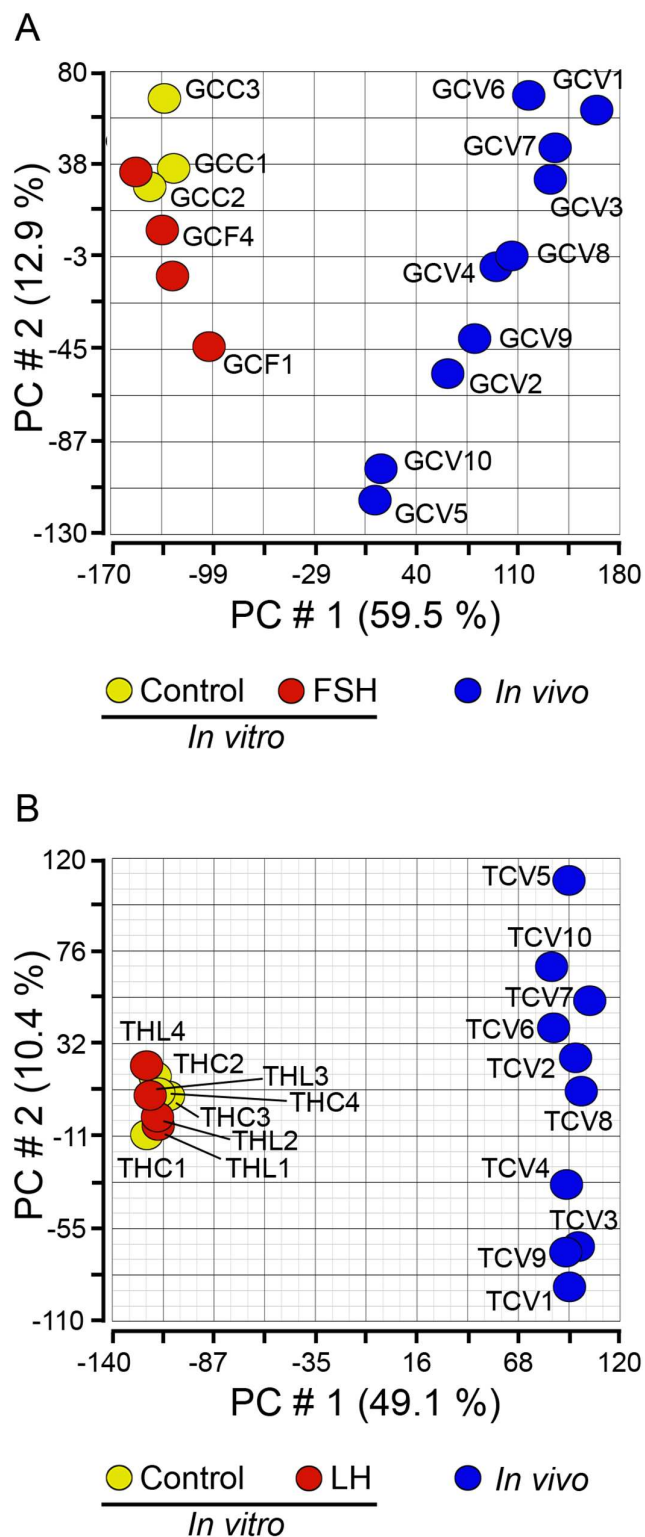 A
80
38
-3
-45
-87
-130
PC # 2 (12.9 %)
GCC3
GCC1
GCC2
GCF4
GCF1
GCV6
GCV1
GCV7
GCV3
GCV8
GCV4
GCV9
GCV2
GCV10
GCV5
-170 -99 -29 40 110 180
PC # 1 (59.5 %)
Control FSH In vivo
In vitro
B
120
76
32
-11
-55
-110
PC # 2 (10.4 %)
TCV5
TCV10
TCV7
TCV6
TCV2
TCV8
TCV4
TCV3
TCV9
TCV1
THL4
THC2
THL3
THC4
THC3
THL2
THC1
THL1
-140 -87 -35 16 68 120
PC # 1 (49.1 %)
Control LH In vivo
In vitro